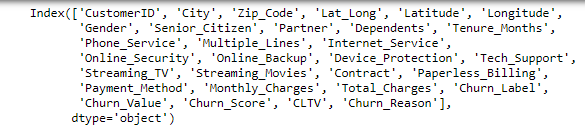 Index(['CustomerID', 'City', 'Zip_Code', 'Lat_Long', 'Latitude', 'Longitude',
'Gender', 'Senior_Citizen', 'Partner', 'Dependents', 'Tenure_Months',
'Phone_Service', 'Multiple_Lines', 'Internet_Service',
'Online_Security', 'Online_Backup', 'Device_Protection', 'Tech_Support',
'Streaming_TV', 'Streaming_Movies', 'Contract', 'Paperless_Billing',
'Payment_Method', 'Monthly_Charges', 'Total_Charges', 'Churn_Label',
'Churn_Value', 'Churn_Score', 'CLTV', 'Churn_Reason'],
dtype='object')